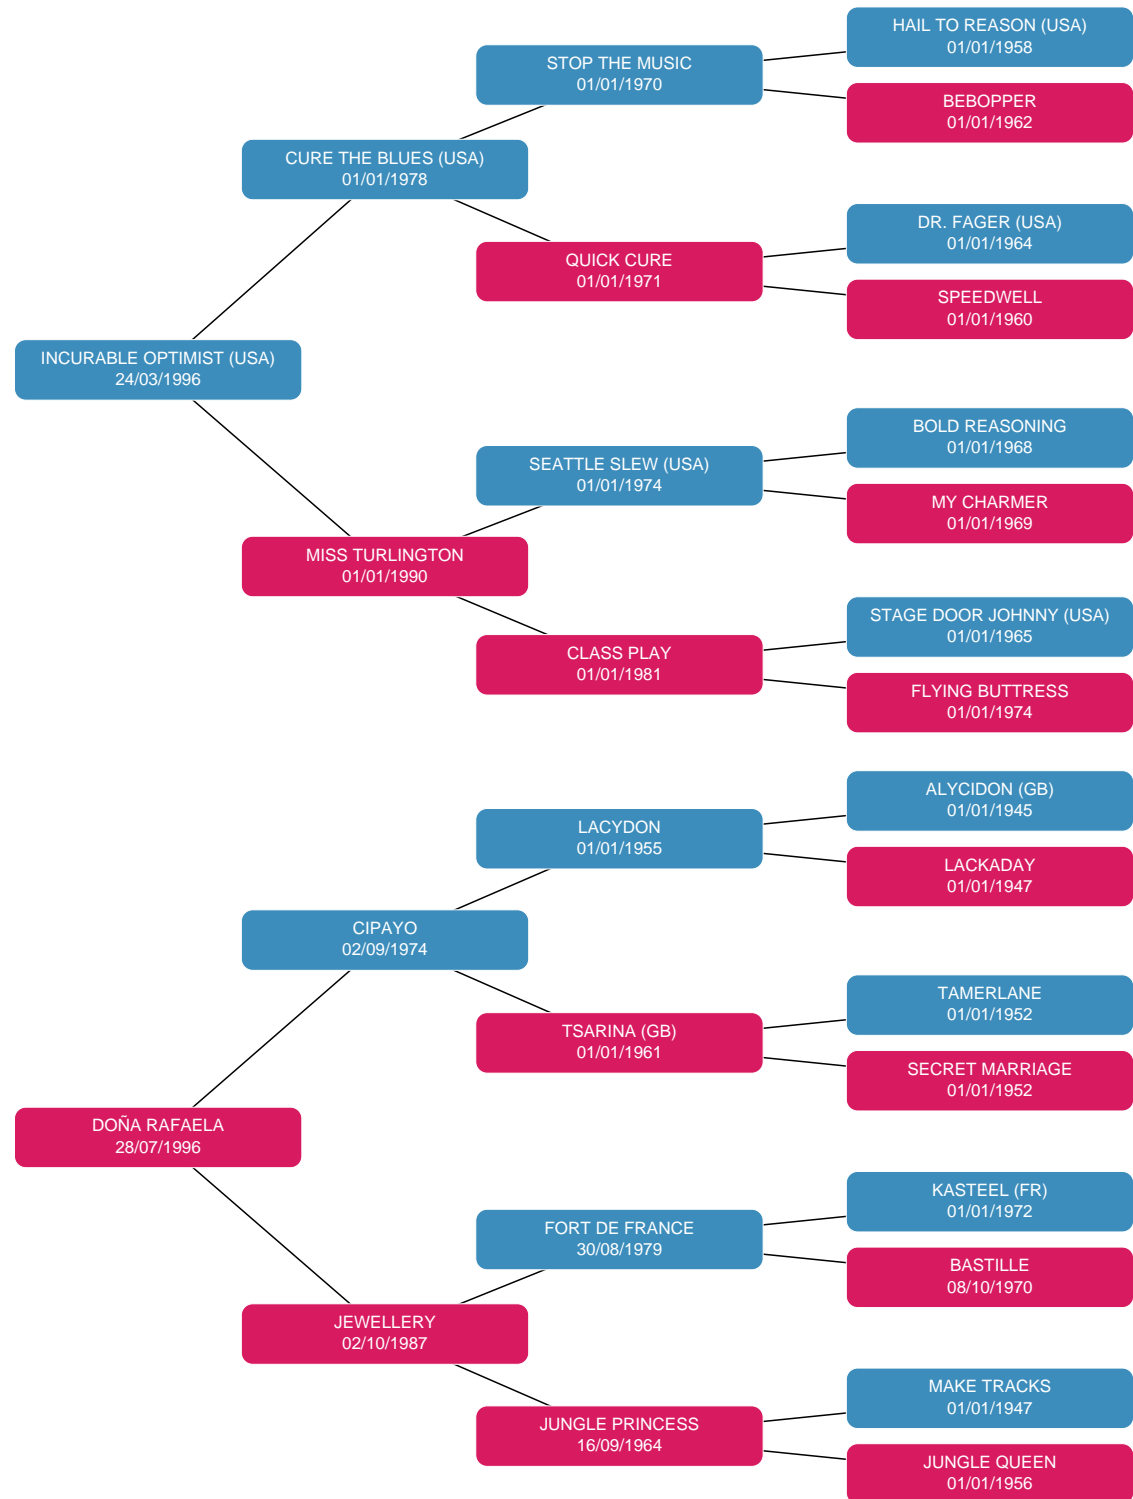 HAIL TO REASON (USA)
01/01/1958
STOP THE MUSIC
01/01/1970
BEBOPPER
01/01/1962
CURE THE BLUES (USA)
01/01/1978
DR. FAGER (USA)
01/01/1964
QUICK CURE
01/01/1971
SPEEDWELL
01/01/1960
INCURABLE OPTIMIST (USA)
24/03/1996
BOLD REASONING
01/01/1968
SEATTLE SLEW (USA)
01/01/1974
MY CHARMER
01/01/1969
MISS TURLINGTON
01/01/1990
STAGE DOOR JOHNNY (USA)
01/01/1965
CLASS PLAY
01/01/1981
FLYING BUTTRESS
01/01/1974
ALYCIDON (GB)
01/01/1945
LACYDON
01/01/1955
LACKADAY
01/01/1947
CIPAYO
02/09/1974
TAMERLANE
01/01/1952
TSARINA (GB)
01/01/1961
SECRET MARRIAGE
01/01/1952
DOÑA RAFAELA
28/07/1996
KASTEEL (FR)
01/01/1972
FORT DE FRANCE
30/08/1979
BASTILLE
08/10/1970
JEWELLERY
02/10/1987
MAKE TRACKS
01/01/1947
JUNGLE PRINCESS
16/09/1964
JUNGLE QUEEN
01/01/1956